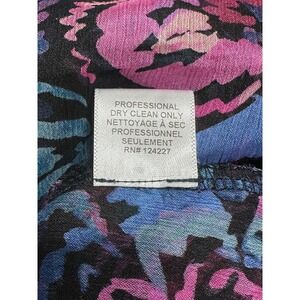 PROFESSIONAL
DRY CLEAN ONLY
NETTOYAGE À SEC
PROFESSIONNEL
SEULEMENT
RN# 124227